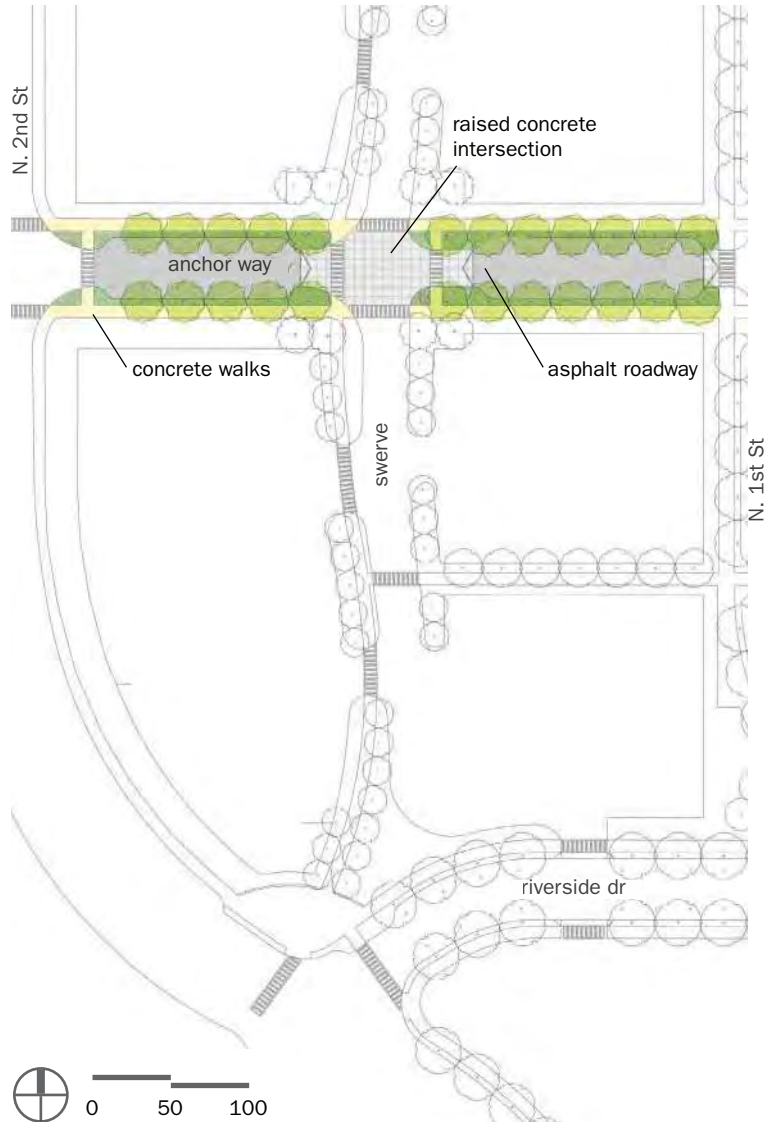 N. 2nd St
raised concrete
intersection
anchor way
concrete walks
asphalt roadway
swerve
N. 1st St
riverside dr
0 50 100